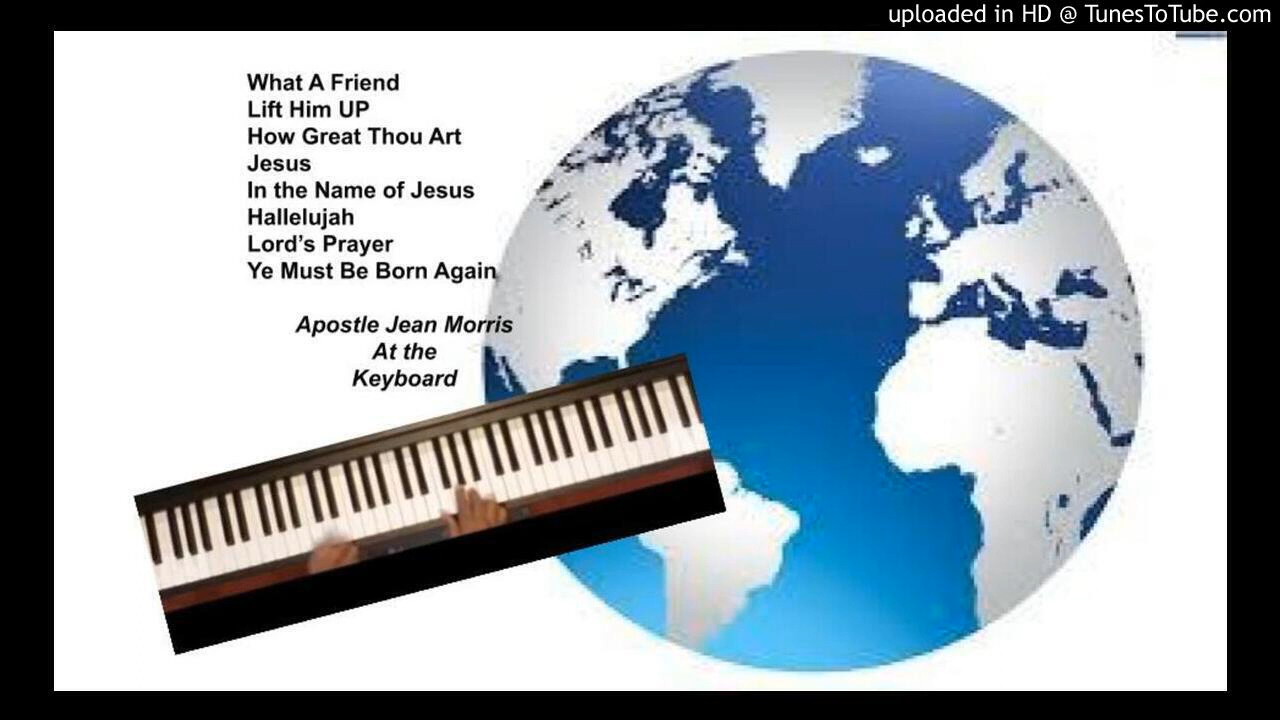 uploaded in HD @ TunesToTube.com
What A Friend
Lift Him UP
How Great Thou Art
Jesus
In the Name of Jesus
Hallelujah
Lord's Prayer
Ye Must Be Born Again
Apostle Jean Morris
At the
Keyboard